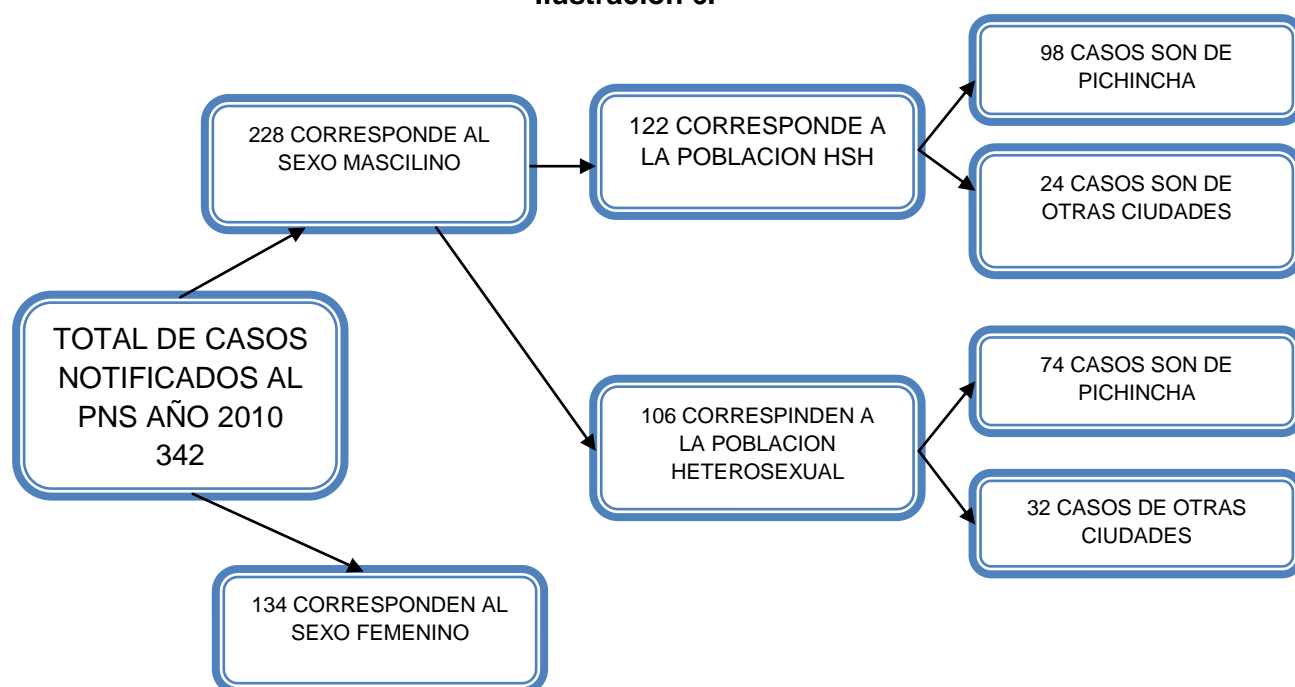 98 CASOS SON DE
PICHINCHA
228 CORRESPONDE AL
SEXO MASCILINO
122 CORRESPONDE A
LA POBLACION HSH
24 CASOS SON DE
OTRAS CIUDADES
TOTAL DE CASOS
NOTIFICADOS AL
PNS AÑO 2010
342
74 CASOS SON DE
PICHINCHA
106 CORRESPINDEN A
LA POBLACION
HETEROSEXUAL
32 CASOS DE OTRAS
CIUDADES
134 CORRESPONDEN AL
SEXO FEMENINO